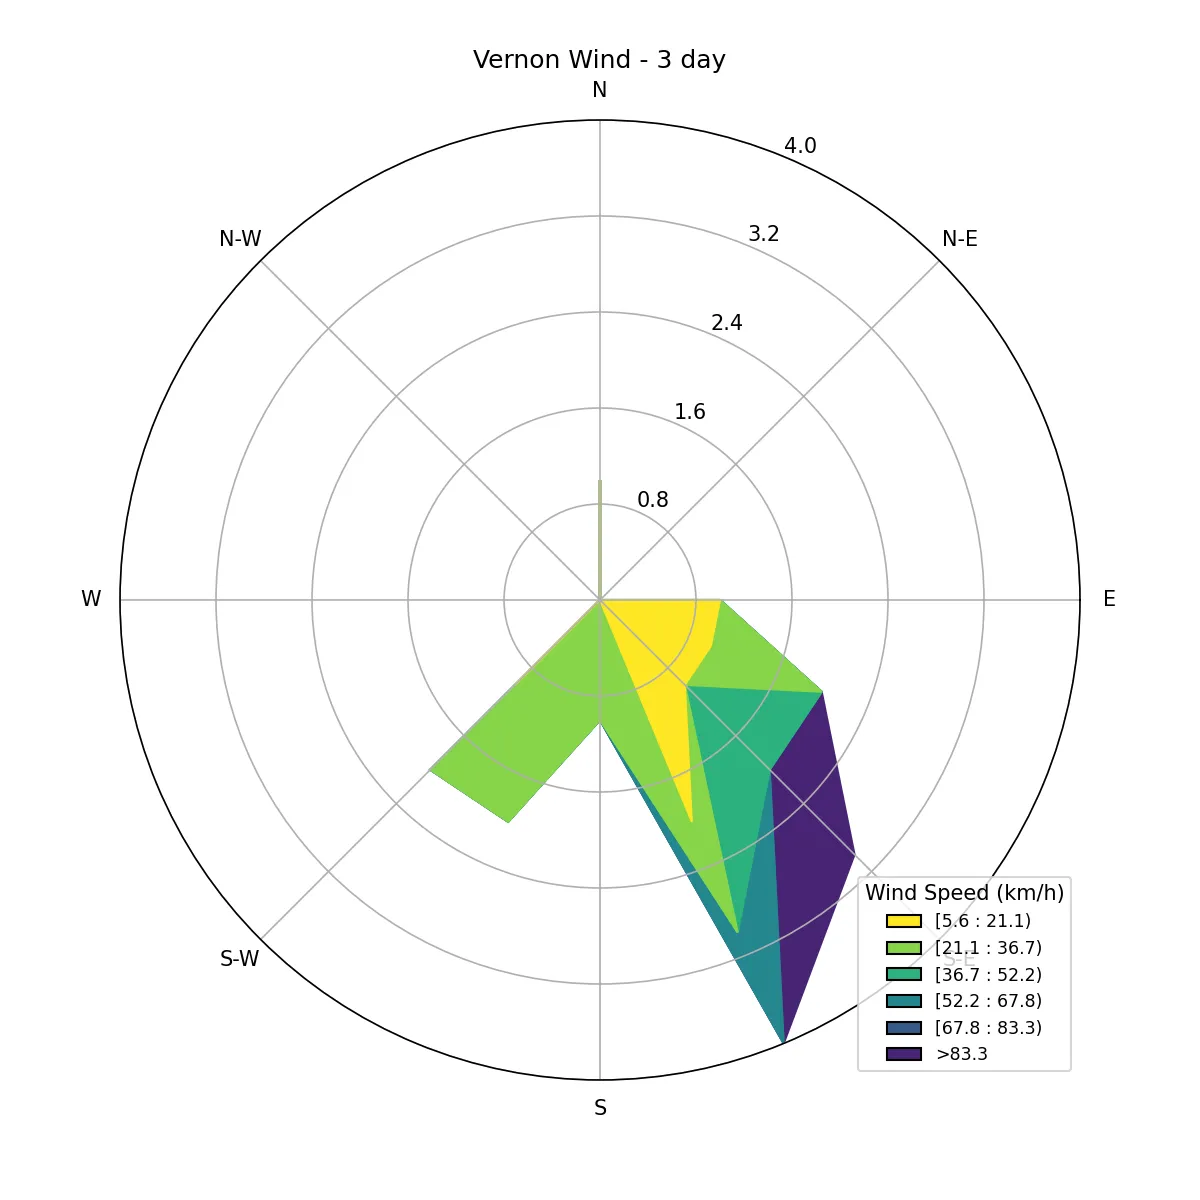 Vernon Wind - 3 day
N
4.0
N-W
3.2
N-E
2.4
1.6
0.8
W
E
Wind Speed (km/h)
[5.6 : 21.1)
[21.1 : 36.7)
S-W
S-E
[36.7 : 52.2)
[52.2 : 67.8)
[67.8 : 83.3)
>83.3
S